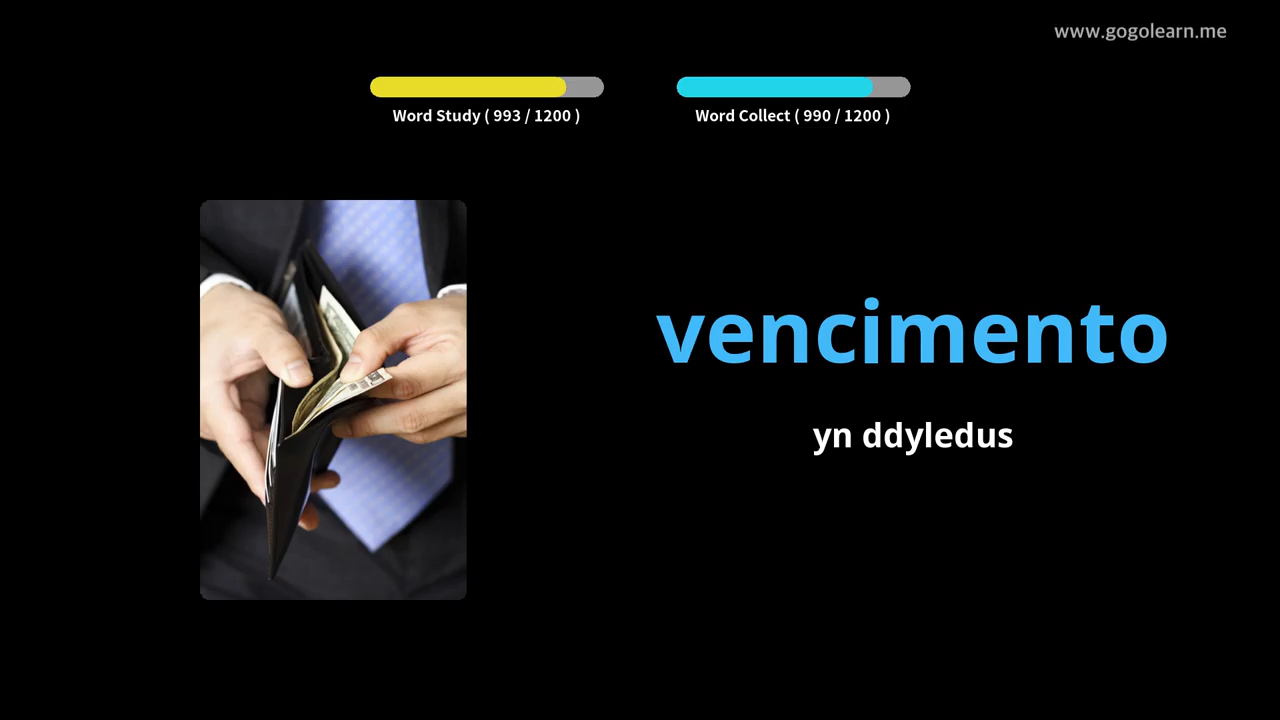 www.gogolearn.me
Word Study ( 993 / 1200 )
Word Collect ( 990 / 1200 )
vencimento
yn ddyledus